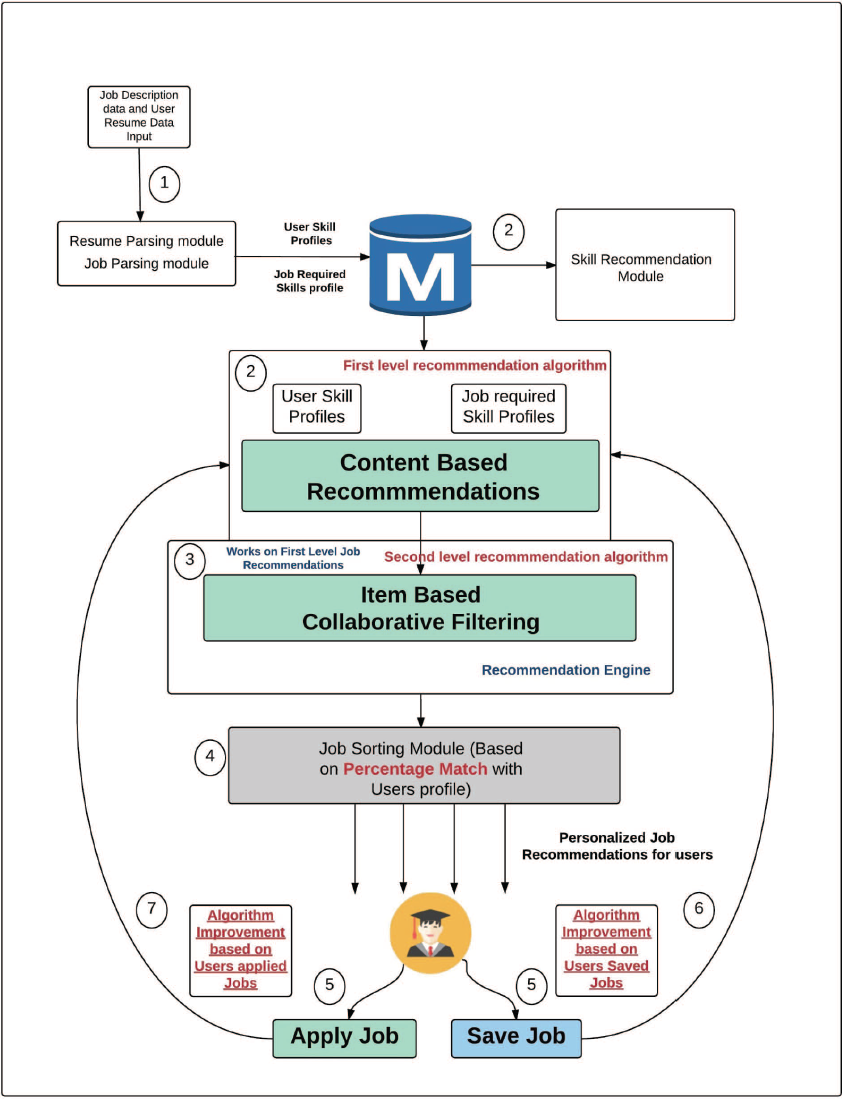 Job Description
data and User
Resume Data
Input
1
Resume Parsing module
Job Parsing module
User Skill
Profiles
Job Required
Skills profile
M
2
Skill Recommendation
Module
2
First level recommmendation algorithm
User Skill
Profiles
Job required
Skill Profiles
Content Based
Recommmendations
3
Works on First Level Job
Recommendations
Second level recommmendation algorithm
Item Based
Collaborative Filtering
Recommendation Engine
4
Job Sorting Module (Based
on Percentage Match with
Users profile)
Personalized Job
Recommendations for users
7
Algorithm
Improvement
based on
Users applied
Jobs
Algorithm
Improvement
based on
Users Saved
Jobs
6
5
5
Apply Job
Save Job